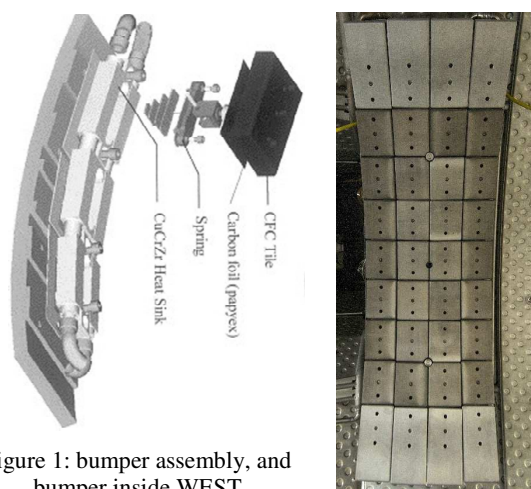 CFC Tile
Carbon foil (papyex)
Spring
CuCrZr Heat Sink
igure 1: bumper assembly, and
bumper inside WEST